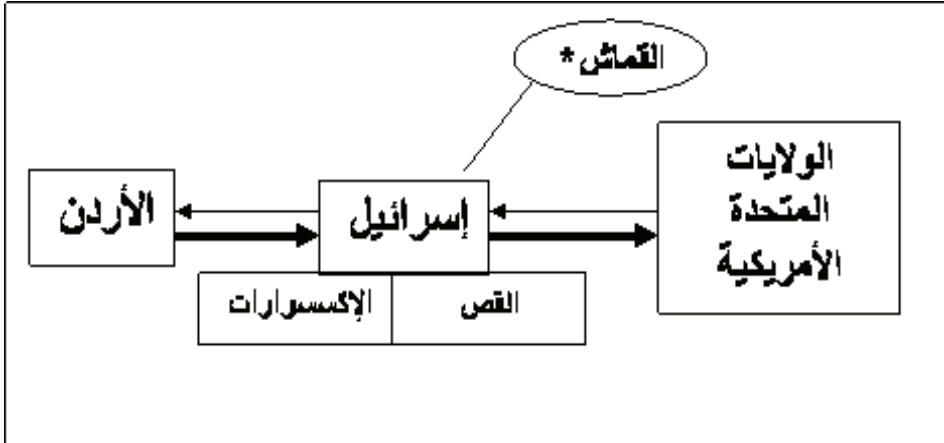 القماش*
الولايات
المتحدة
الأمريكية
إسرائيل
الأردن
القص
الإكسسوارات